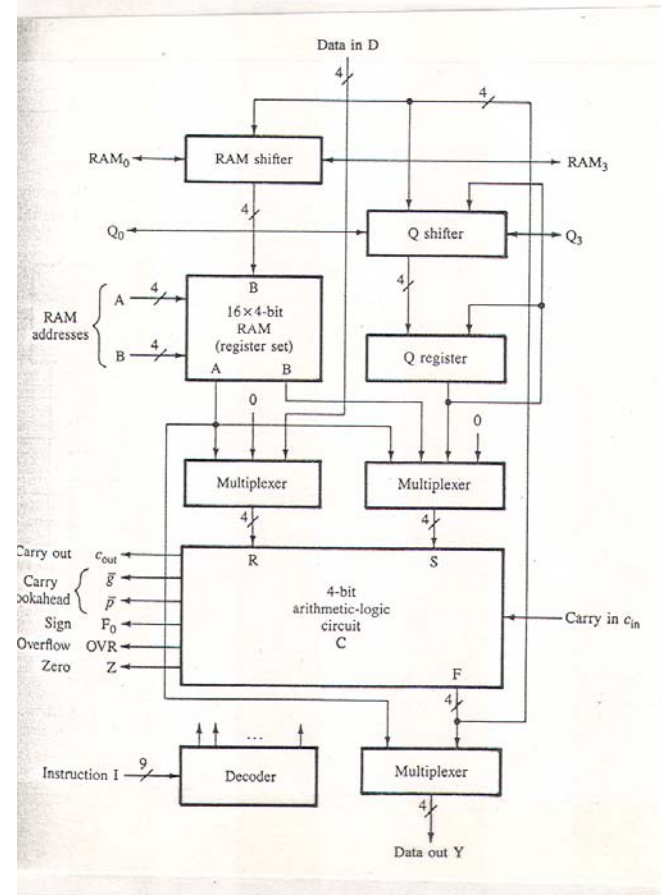 Data in D
4
4
RAM₀
RAM shifter
RAM₃
4
Q₀
Q shifter
Q₃
B
4
RAM
addresses
A
4
16×4-bit
RAM
(register set)
B
4
A
B
Q register
0
0
Multiplexer
Multiplexer
4
4
Carry out
c_out
R
S
Carry
ookahead
g̅
p̅
4-bit
arithmetic-logic
circuit
C
Carry in c_in
Sign
F₀
Overflow
OVR
Zero
Z
F
4
...
Instruction I
9
Decoder
Multiplexer
4
Data out Y